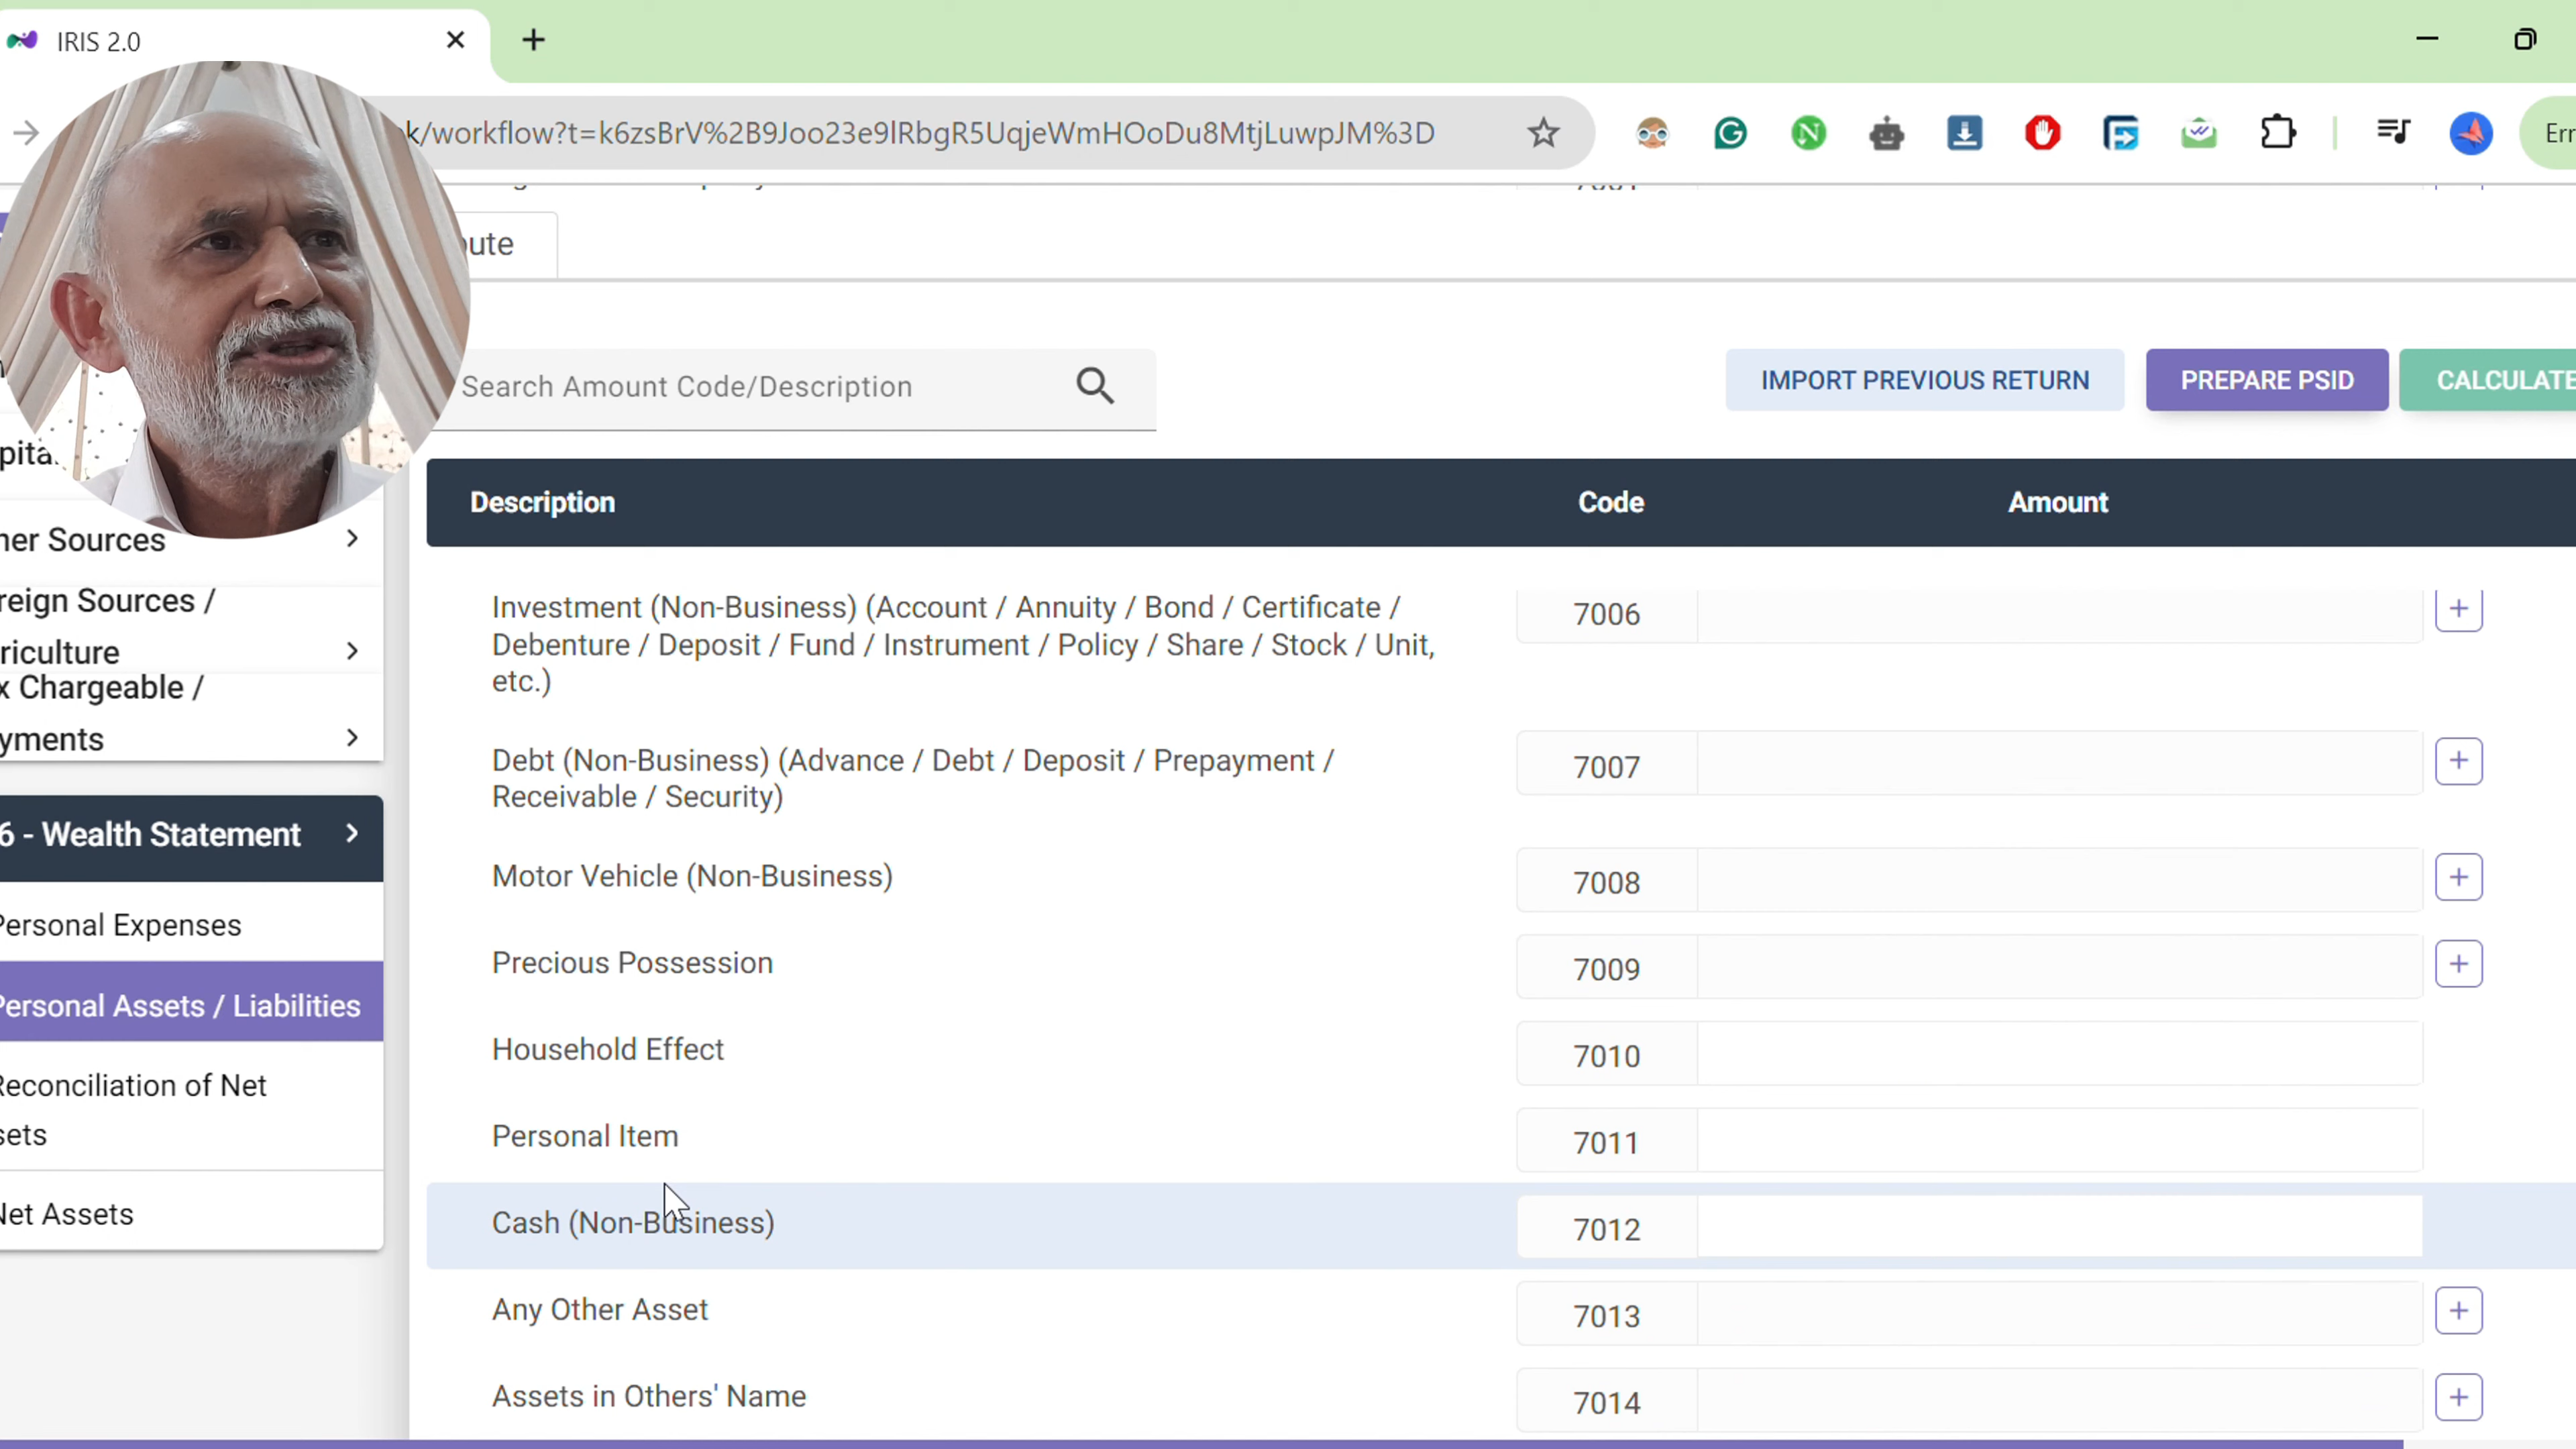 IRIS 2.0
k/workflow?t=k6zsBrV%2B9Joo23e9lRbgR5UqjeWmHOoDu8MtjLuwpJM%3D
Err
oute
Search Amount Code/Description
IMPORT PREVIOUS RETURN
PREPARE PSID
CALCULATE
pita
ner Sources
reign Sources /
riculture
x Chargeable /
yments
6 - Wealth Statement
Personal Expenses
Personal Assets / Liabilities
Reconciliation of Net
sets
Net Assets
Description Code Amount
Investment (Non-Business) (Account / Annuity / Bond / Certificate / 7006
Debenture / Deposit / Fund / Instrument / Policy / Share / Stock / Unit,
etc.)
Debt (Non-Business) (Advance / Debt / Deposit / Prepayment / 7007
Receivable / Security)
Motor Vehicle (Non-Business) 7008
Precious Possession 7009
Household Effect 7010
Personal Item 7011
Cash (Non-Business) 7012
Any Other Asset 7013
Assets in Others' Name 7014